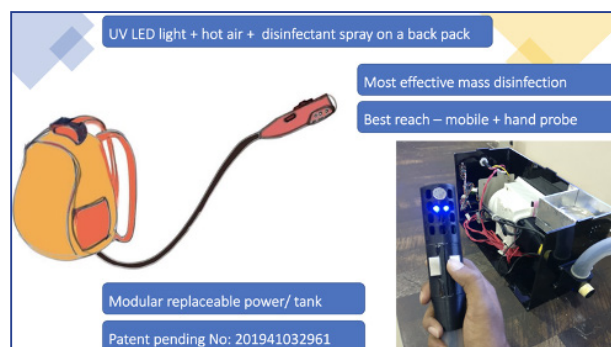 UV LED light + hot air + disinfectant spray on a back pack
Most effective mass disinfection
Best reach – mobile + hand probe
Modular replaceable power/ tank
Patent pending No: 201941032961